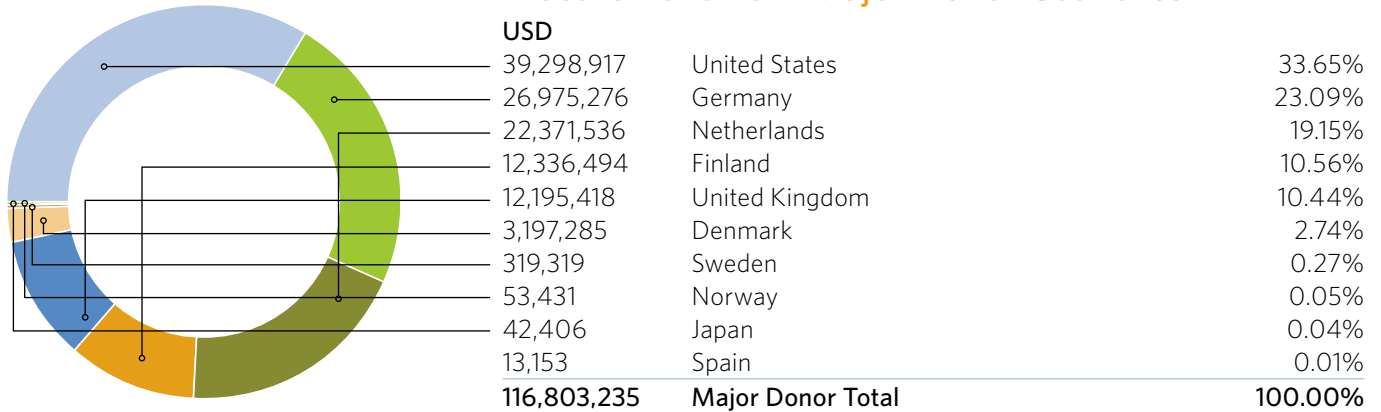 USD
39,298,917 United States 33.65%
26,975,276 Germany 23.09%
22,371,536 Netherlands 19.15%
12,336,494 Finland 10.56%
12,195,418 United Kingdom 10.44%
3,197,285 Denmark 2.74%
319,319 Sweden 0.27%
53,431 Norway 0.05%
42,406 Japan 0.04%
13,153 Spain 0.01%
116,803,235 Major Donor Total 100.00%